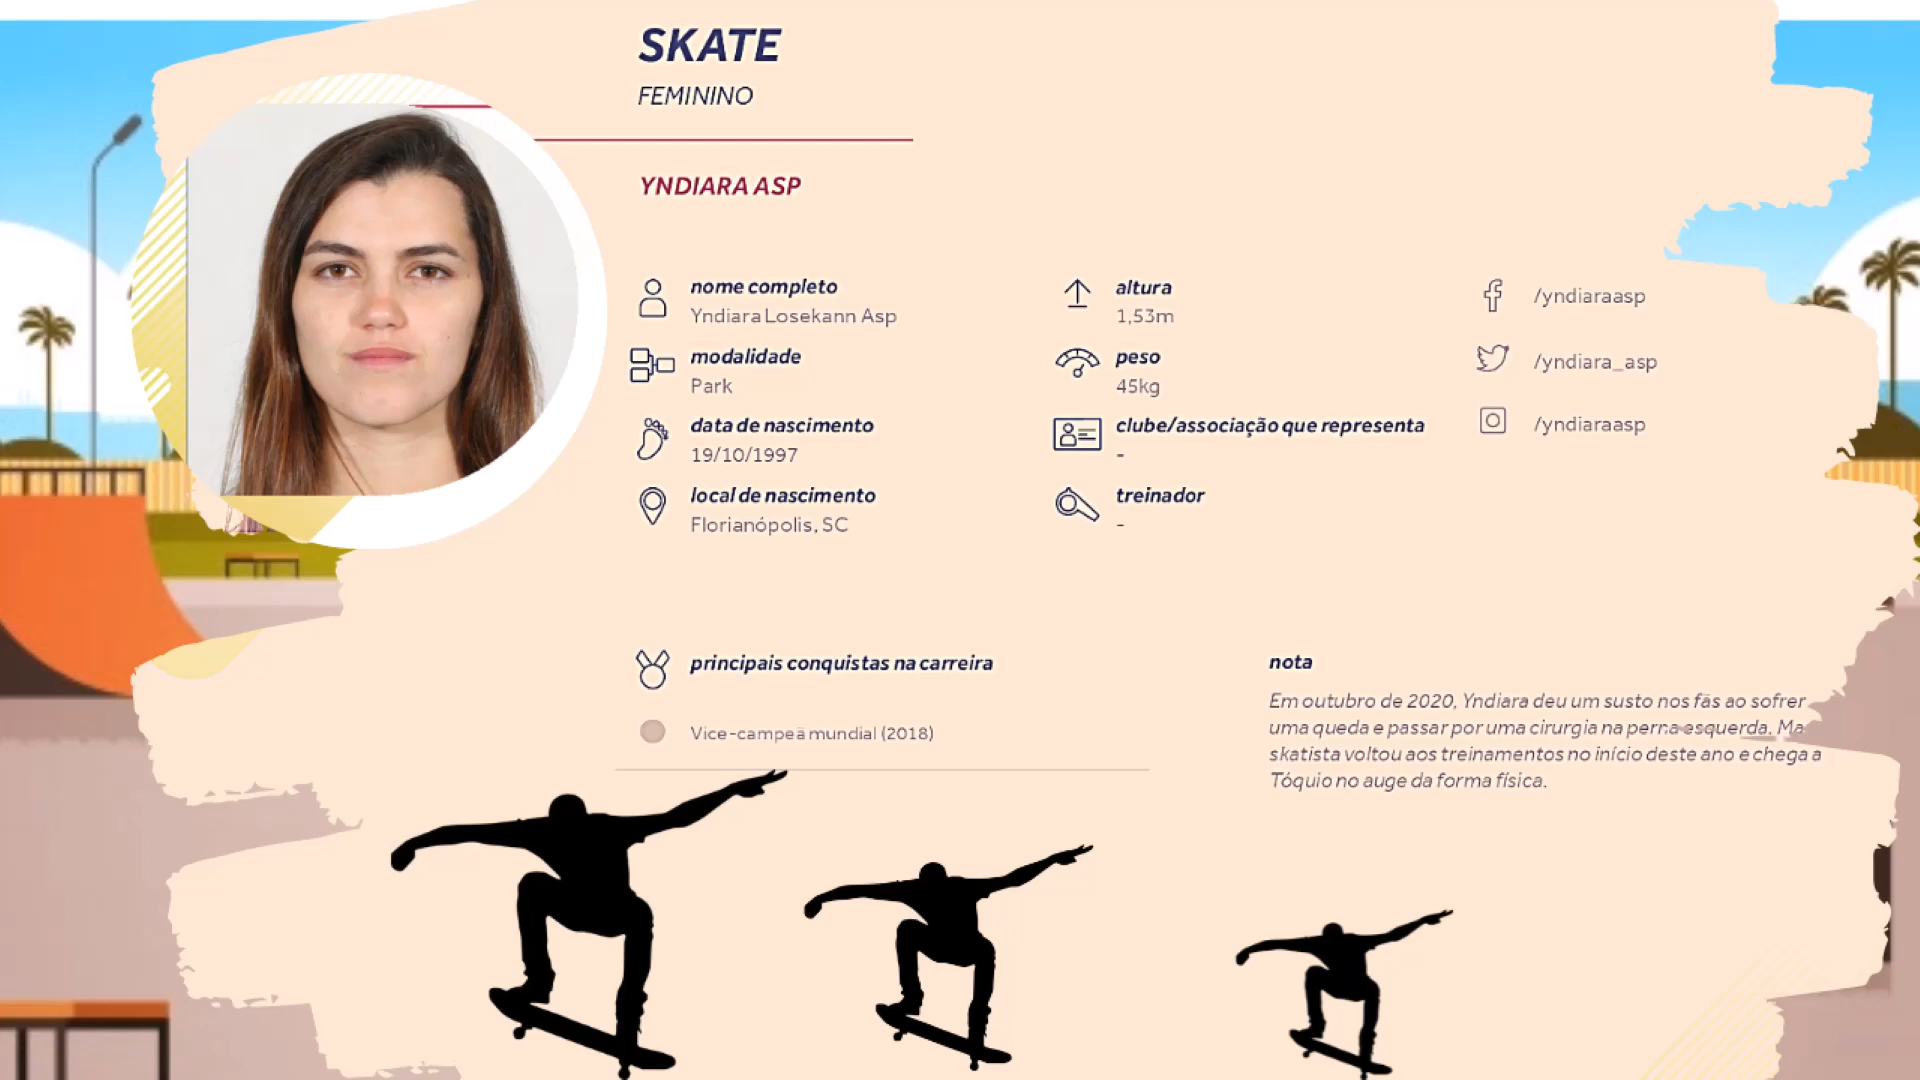 SKATE
FEMININO
YNDIARA ASP
nome completo
Yndiara Losekann Asp
modalidade
Park
data de nascimento
19/10/1997
local de nascimento
Florianópolis, SC
altura
1,53m
peso
45kg
clube/associação que representa
-
treinador
-
/yndiaraasp
/yndiara_asp
/yndiaraasp
principais conquistas na carreira
Vice-campeã mundial (2018)
nota
Em outubro de 2020, Yndiara deu um susto nos fãs ao sofrer
uma queda e passar por uma cirurgia na perna esquerda. Ma
skatista voltou aos treinamentos no início deste ano e chega a
Tóquio no auge da forma física.